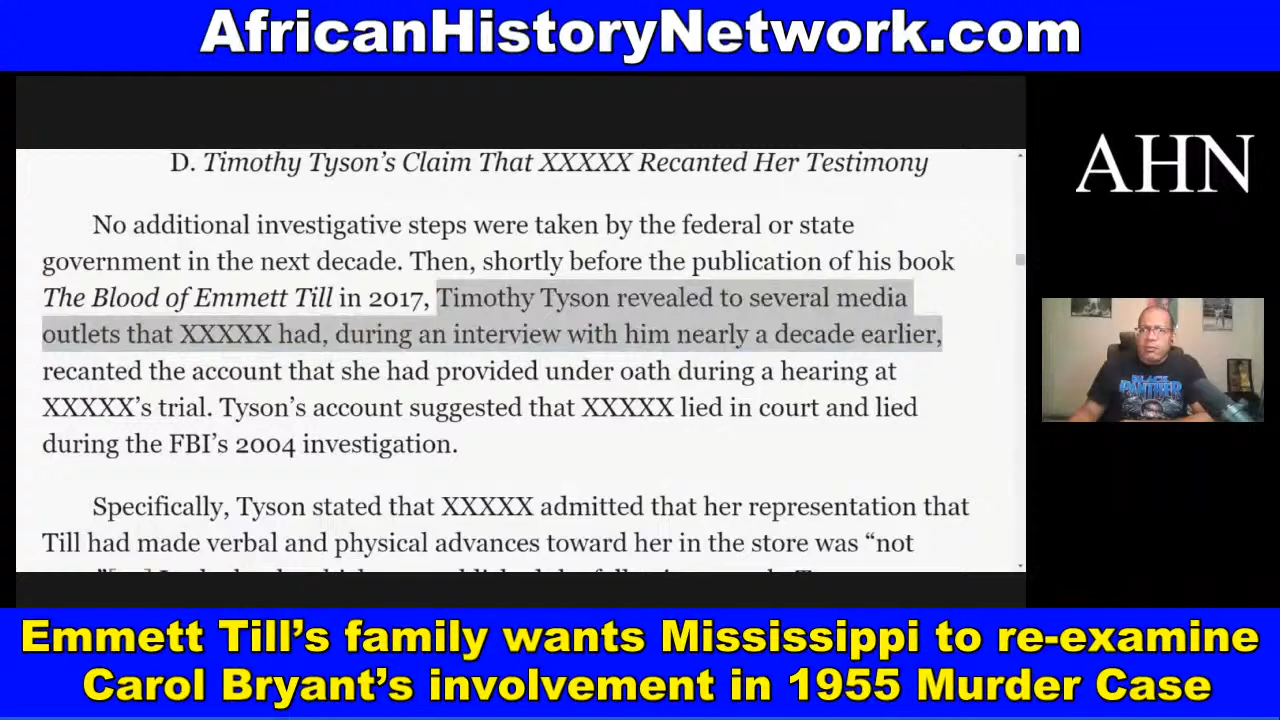 AfricanHistoryNetwork.com
AHN
D. Timothy Tyson's Claim That XXXXX Recanted Her Testimony
No additional investigative steps were taken by the federal or state
government in the next decade. Then, shortly before the publication of his book
The Blood of Emmett Till in 2017, Timothy Tyson revealed to several media
outlets that XXXXX had, during an interview with him nearly a decade earlier,
recanted the account that she had provided under oath during a hearing at
XXXXX's trial. Tyson's account suggested that XXXXX lied in court and lied
during the FBI's 2004 investigation.
Specifically, Tyson stated that XXXXX admitted that her representation that
Till had made verbal and physical advances toward her in the store was “not
BLACK
PANTHER
Emmett Till’s family wants Mississippi to re-examine
Carol Bryant’s involvement in 1955 Murder Case